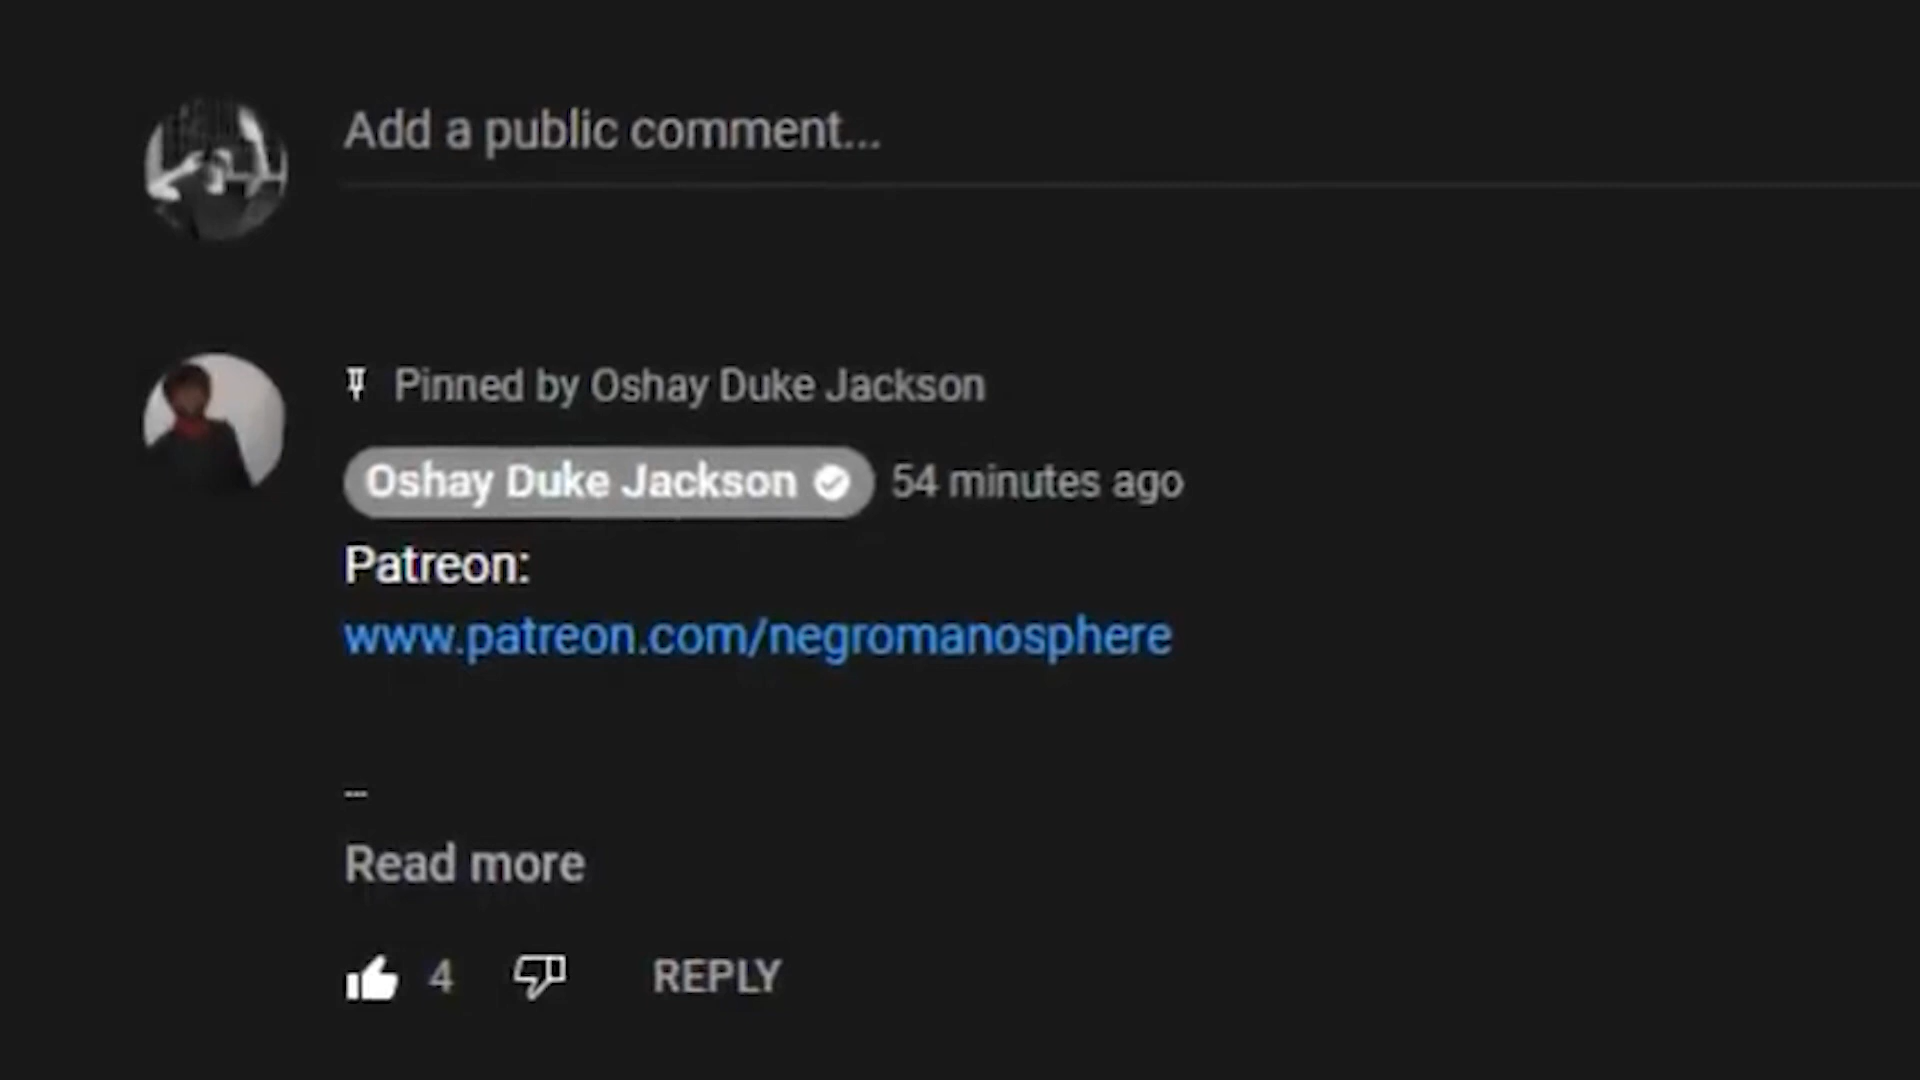 Add a public comment...
Pinned by Oshay Duke Jackson
Oshay Duke Jackson 54 minutes ago
Patreon:
www.patreon.com/negromanosphere
--
Read more
4 REPLY